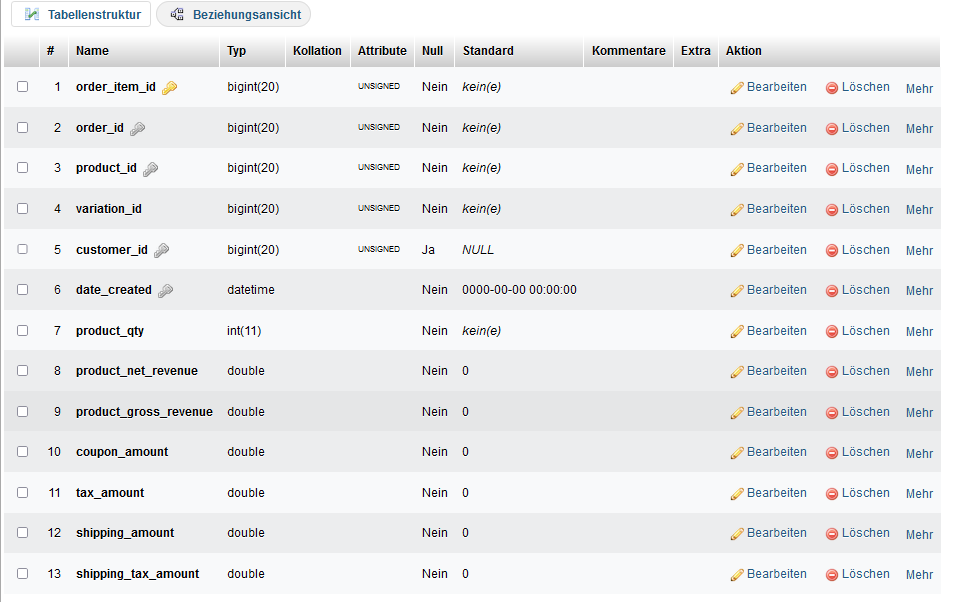 Tabellenstruktur Beziehungsansicht
# Name Typ Kollation Attribute Null Standard Kommentare Extra Aktion
1 order_item_id bigint(20) UNSIGNED Nein kein(e) Bearbeiten Löschen Mehr
2 order_id bigint(20) UNSIGNED Nein kein(e) Bearbeiten Löschen Mehr
3 product_id bigint(20) UNSIGNED Nein kein(e) Bearbeiten Löschen Mehr
4 variation_id bigint(20) UNSIGNED Nein kein(e) Bearbeiten Löschen Mehr
5 customer_id bigint(20) UNSIGNED Ja NULL Bearbeiten Löschen Mehr
6 date_created datetime Nein 0000-00-00 00:00:00 Bearbeiten Löschen Mehr
7 product_qty int(11) Nein kein(e) Bearbeiten Löschen Mehr
8 product_net_revenue double Nein 0 Bearbeiten Löschen Mehr
9 product_gross_revenue double Nein 0 Bearbeiten Löschen Mehr
10 coupon_amount double Nein 0 Bearbeiten Löschen Mehr
11 tax_amount double Nein 0 Bearbeiten Löschen Mehr
12 shipping_amount double Nein 0 Bearbeiten Löschen Mehr
13 shipping_tax_amount double Nein 0 Bearbeiten Löschen Mehr